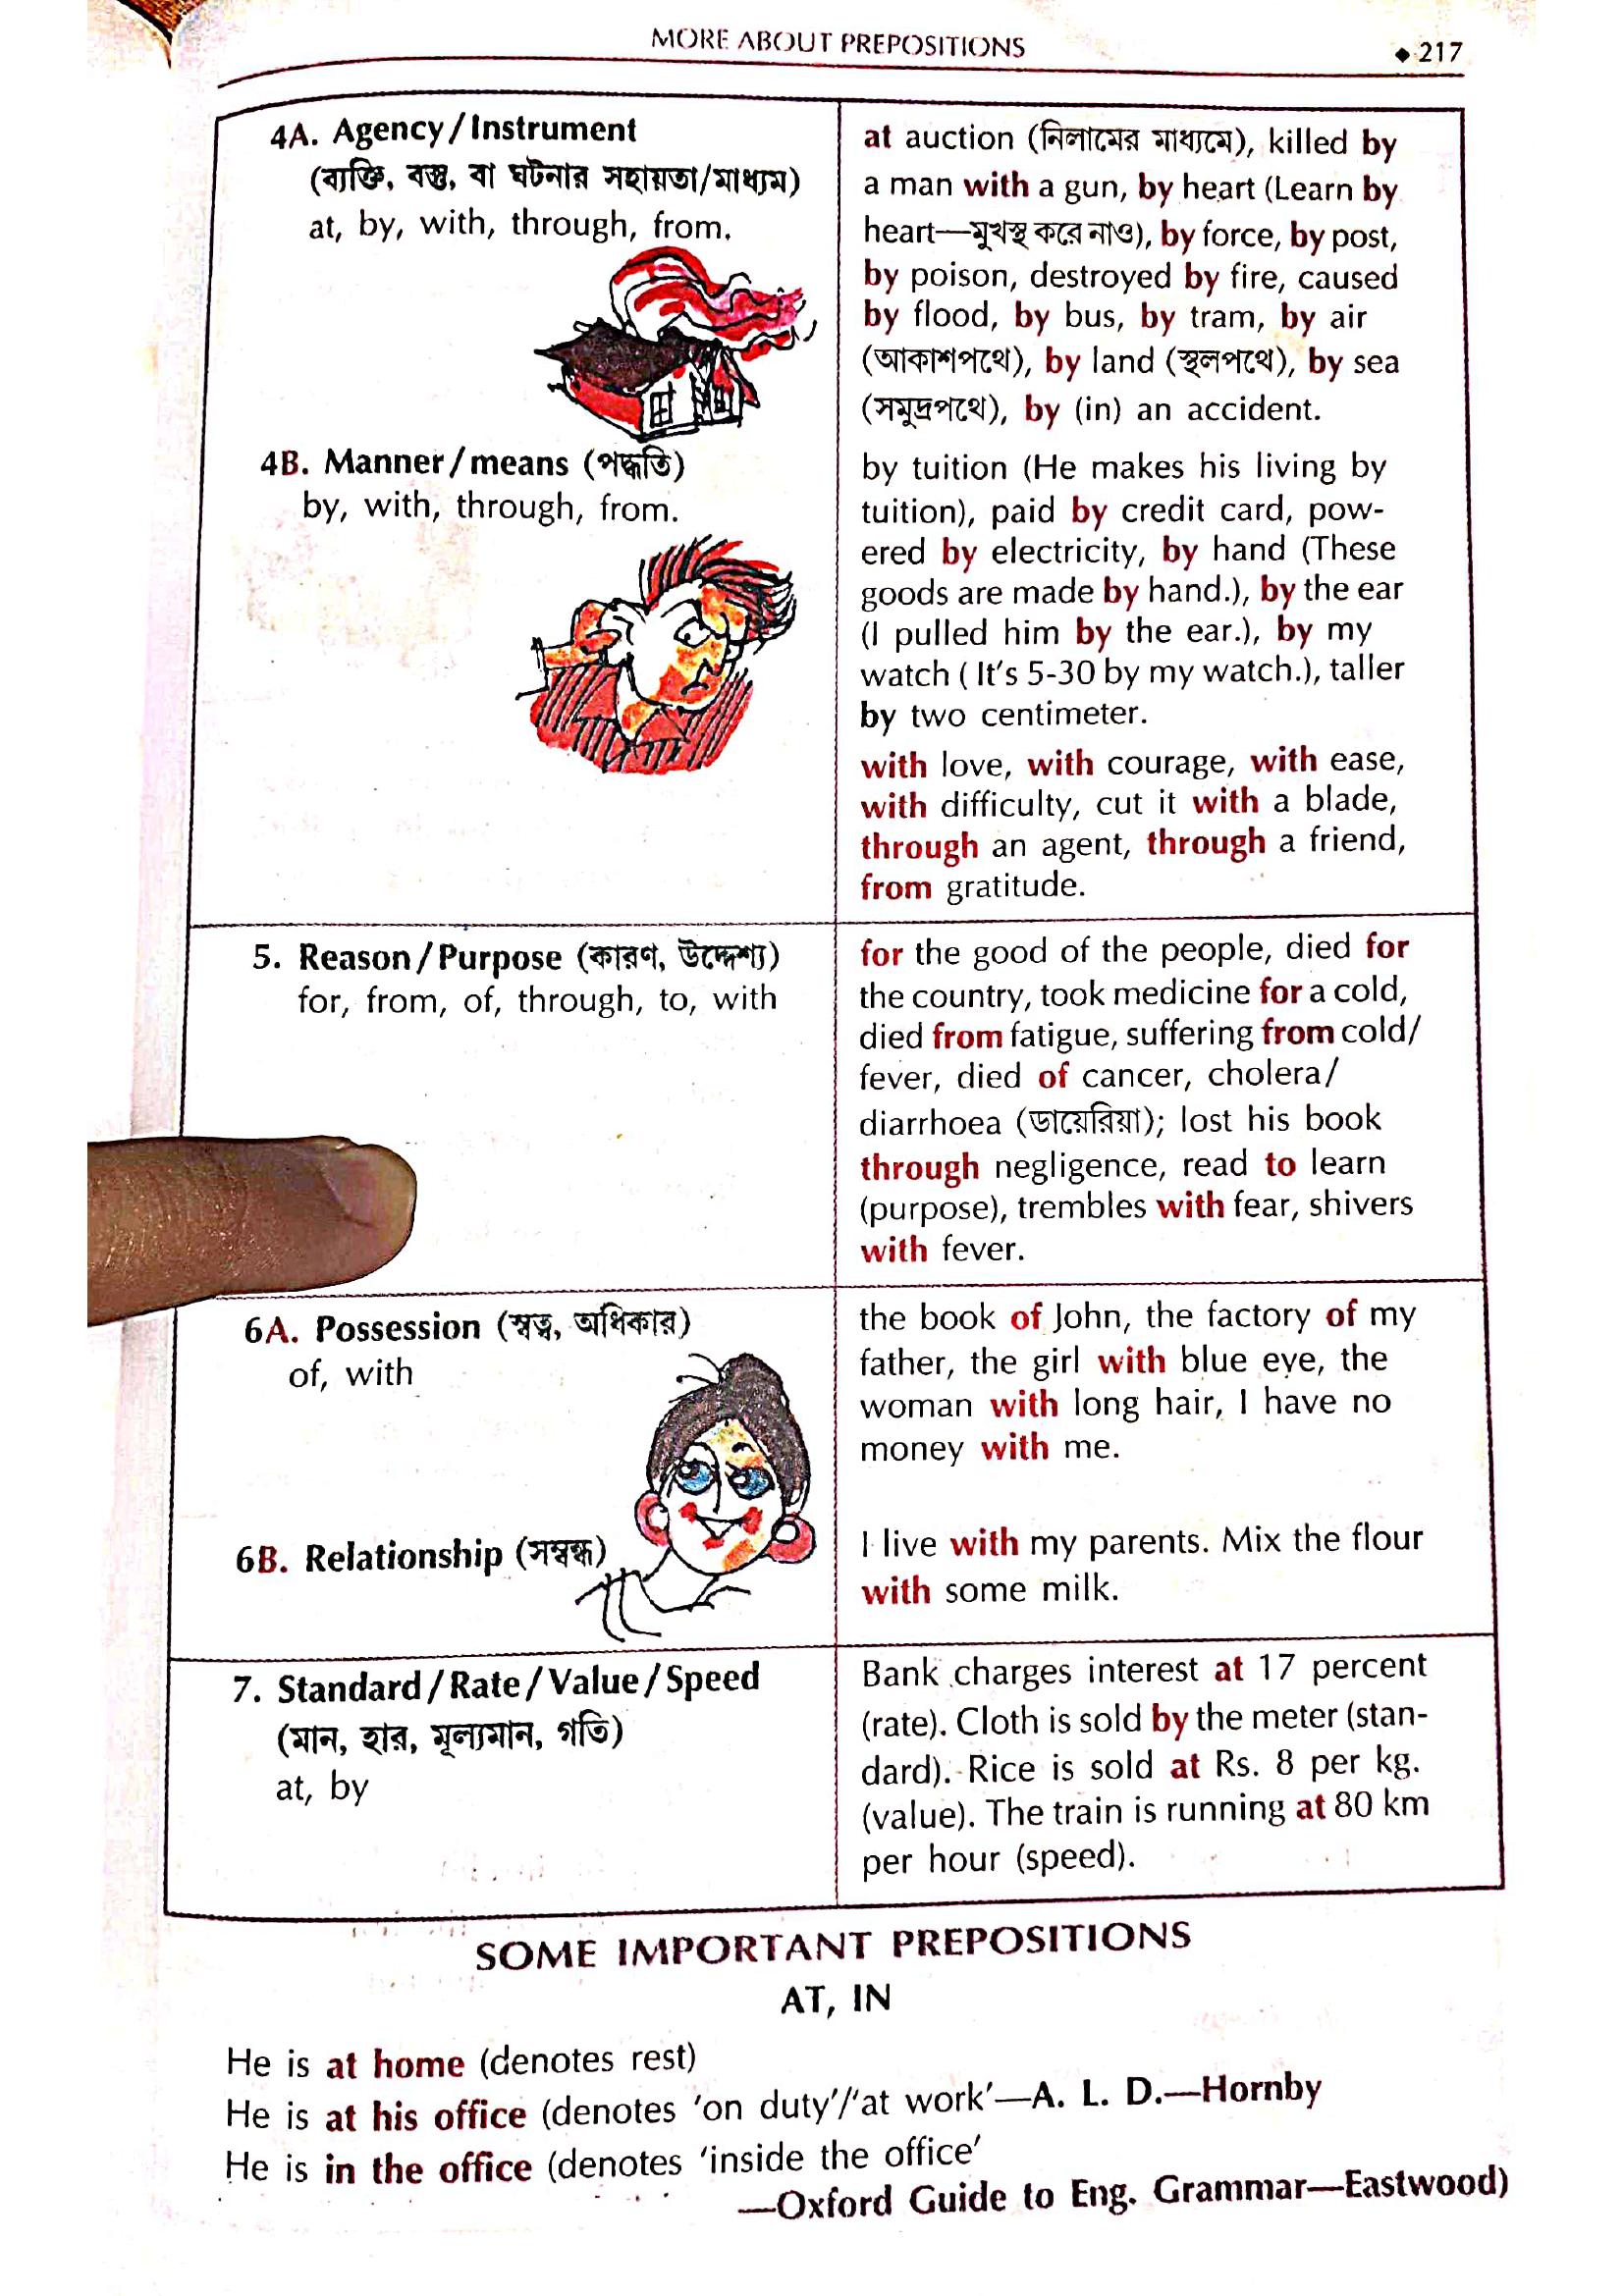 MORE ABOUT PREPOSITIONS
◆ 217
4A. Agency/Instrument
(ব্যক্তি, বস্তু, বা ঘটনার সহায়তা/মাধ্যম)
at, by, with, through, from.
at auction (নিলামের মাধ্যমে), killed by
a man with a gun, by heart (Learn by
heart—মুখস্থ করে নাও), by force, by post,
by poison, destroyed by fire, caused
by flood, by bus, by tram, by air
(আকাশপথে), by land (স্থলপথে), by sea
(সমুদ্রপথে), by (in) an accident.
4B. Manner/means (পদ্ধতি)
by, with, through, from.
by tuition (He makes his living by
tuition), paid by credit card, pow-
ered by electricity, by hand (These
goods are made by hand.), by the ear
(I pulled him by the ear.), by my
watch ( It's 5-30 by my watch.), taller
by two centimeter.
with love, with courage, with ease,
with difficulty, cut it with a blade,
through an agent, through a friend,
from gratitude.
5. Reason/Purpose (কারণ, উদ্দেশ্য)
for, from, of, through, to, with
for the good of the people, died for
the country, took medicine for a cold,
died from fatigue, suffering from cold/
fever, died of cancer, cholera/
diarrhoea (ডায়েরিয়া); lost his book
through negligence, read to learn
(purpose), trembles with fear, shivers
with fever.
6A. Possession (স্বত্ব, অধিকার)
of, with
the book of John, the factory of my
father, the girl with blue eye, the
woman with long hair, I have no
money with me.
6B. Relationship (সম্বন্ধ)
I live with my parents. Mix the flour
with some milk.
7. Standard/Rate/Value/Speed
(মান, হার, মূল্যমান, গতি)
at, by
Bank charges interest at 17 percent
(rate). Cloth is sold by the meter (stan-
dard). Rice is sold at Rs. 8 per kg.
(value). The train is running at 80 km
per hour (speed).
SOME IMPORTANT PREPOSITIONS
AT, IN
He is at home (denotes rest)
He is at his office (denotes 'on duty'/'at work'—A. L. D.—Hornby
He is in the office (denotes 'inside the office'
—Oxford Guide to Eng. Grammar—Eastwood)